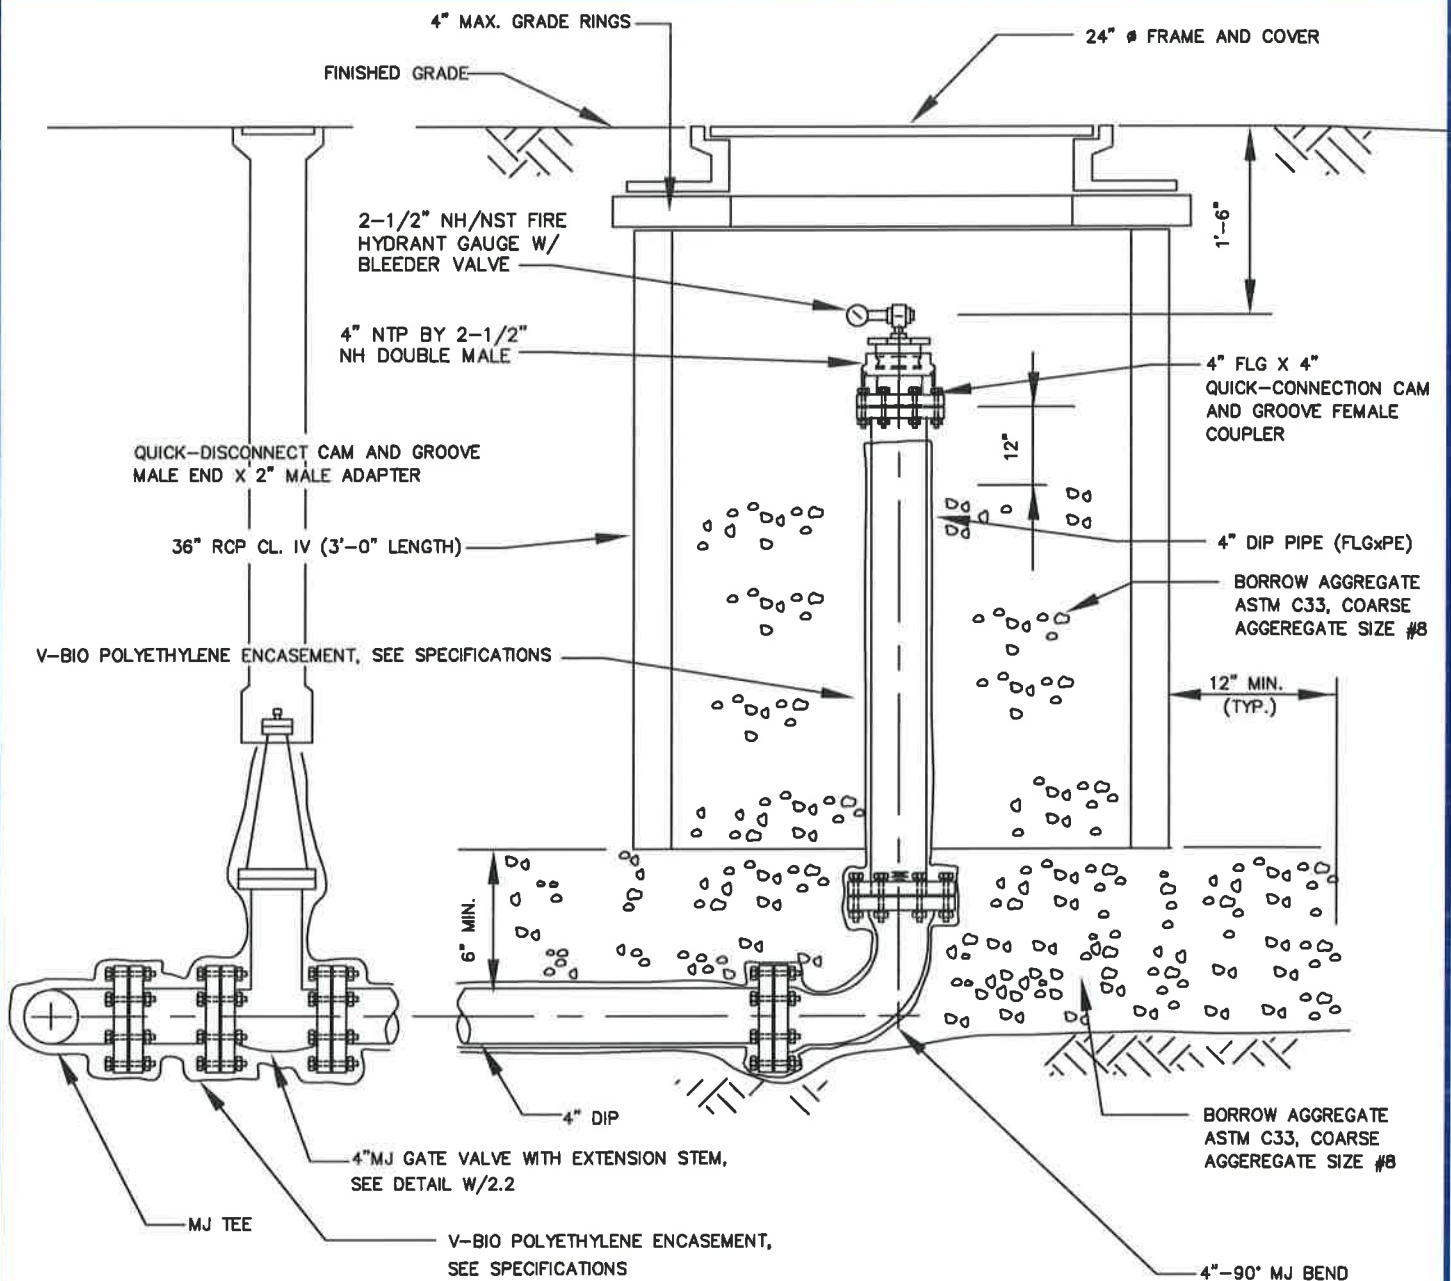 4" MAX. GRADE RINGS
24" ø FRAME AND COVER
FINISHED GRADE
2-1/2" NH/NST FIRE
HYDRANT GAUGE W/
BLEEDER VALVE
1'-6"
4" NTP BY 2-1/2"
NH DOUBLE MALE
4" FLG X 4"
QUICK-CONNECTION CAM
AND GROOVE FEMALE
COUPLER
12"
QUICK-DISCONNECT CAM AND GROOVE
MALE END X 2" MALE ADAPTER
36" RCP CL. IV (3'-0" LENGTH)
4" DIP PIPE (FLGxPE)
BORROW AGGREGATE
ASTM C33, COARSE
AGGEREGATE SIZE #8
V-BIO POLYETHYLENE ENCASEMENT, SEE SPECIFICATIONS
12" MIN.
(TYP.)
6" MIN.
4" DIP
BORROW AGGREGATE
ASTM C33, COARSE
AGGEREGATE SIZE #8
4"MJ GATE VALVE WITH EXTENSION STEM,
SEE DETAIL W/2.2
MJ TEE
V-BIO POLYETHYLENE ENCASEMENT,
SEE SPECIFICATIONS
4"-90° MJ BEND